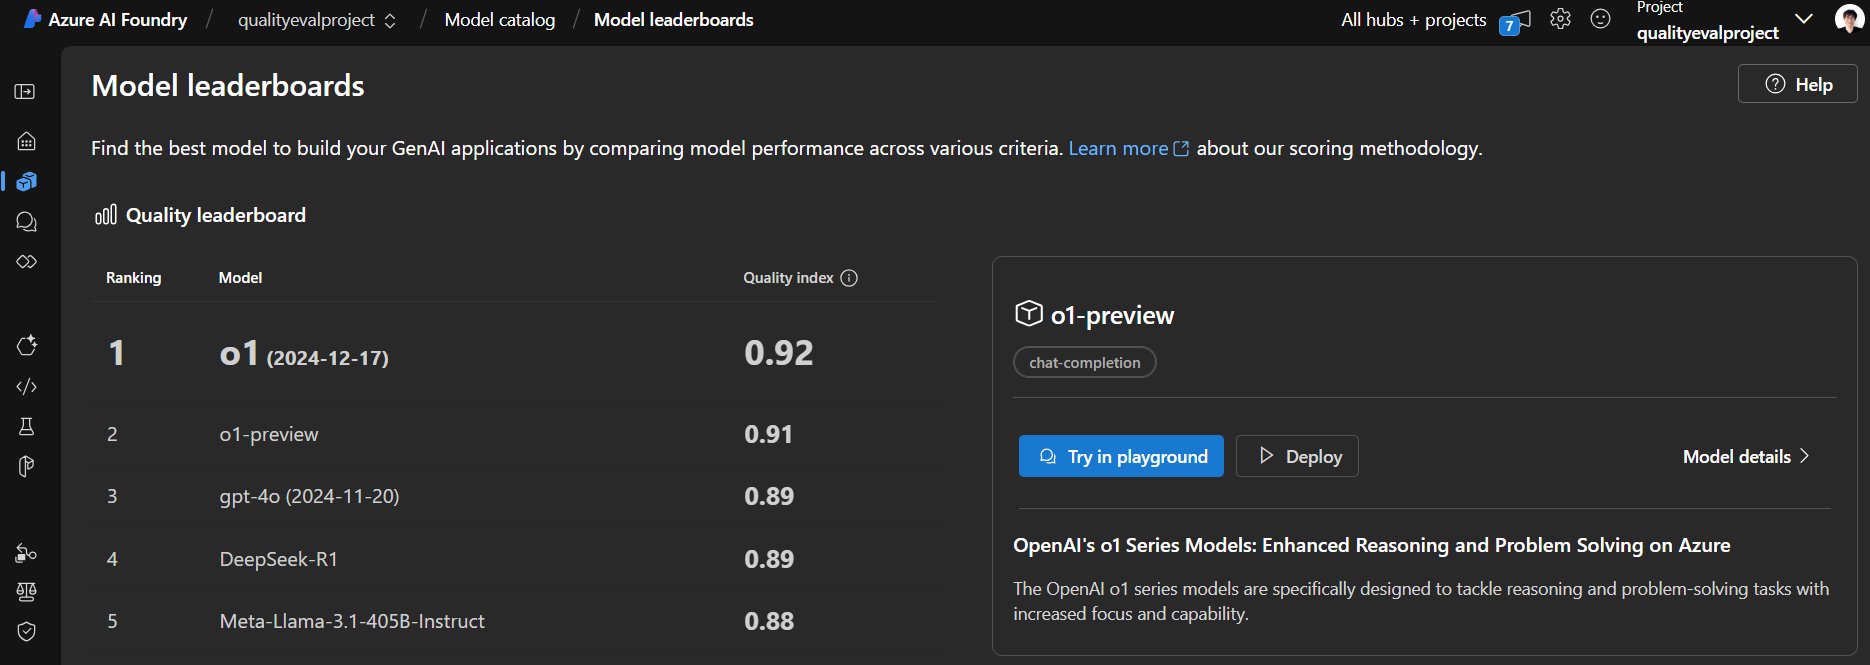 Azure AI Foundry / qualityevalproject / Model catalog / Model leaderboards
All hubs + projects
7
Project
qualityevalproject
Model leaderboards
Help
Find the best model to build your GenAI applications by comparing model performance across various criteria. Learn more about our scoring methodology.
Quality leaderboard
Ranking Model Quality index
1 o1 (2024-12-17) 0.92
2 o1-preview 0.91
3 gpt-4o (2024-11-20) 0.89
4 DeepSeek-R1 0.89
5 Meta-Llama-3.1-405B-Instruct 0.88
o1-preview
chat-completion
Try in playground
Deploy
Model details
OpenAI's o1 Series Models: Enhanced Reasoning and Problem Solving on Azure
The OpenAI o1 series models are specifically designed to tackle reasoning and problem-solving tasks with
increased focus and capability.